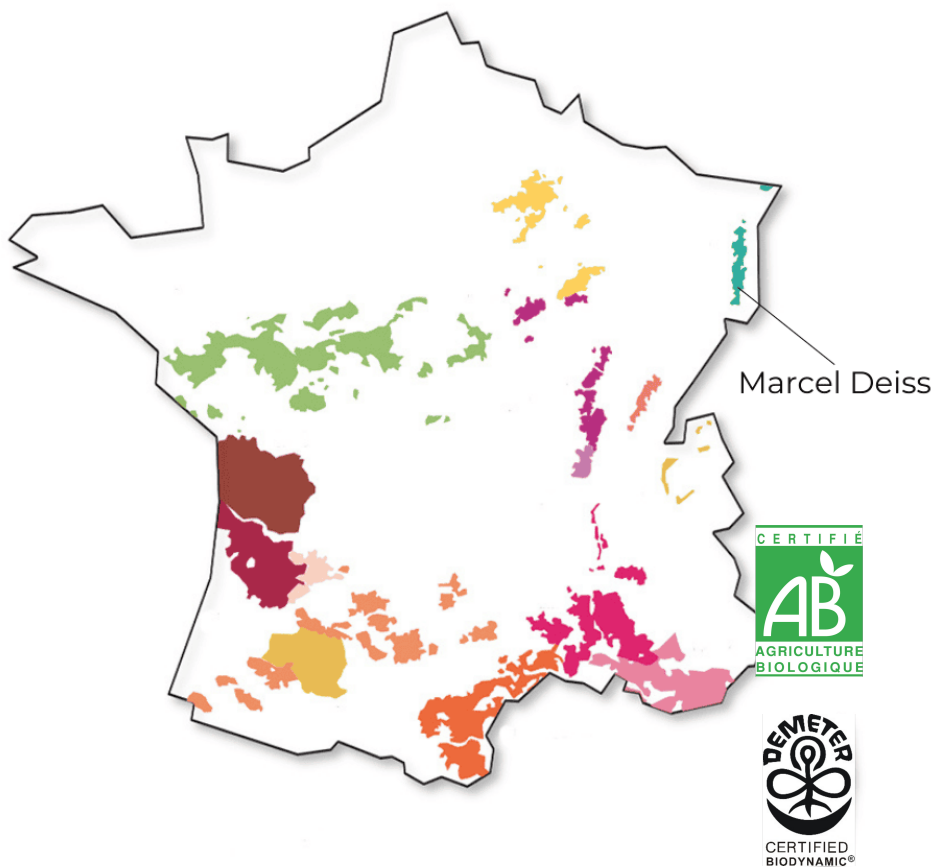 Marcel Deiss
CERTIFIÉ
AB
AGRICULTURE
BIOLOGIQUE
DEMETER
CERTIFIED
BIODYNAMIC®